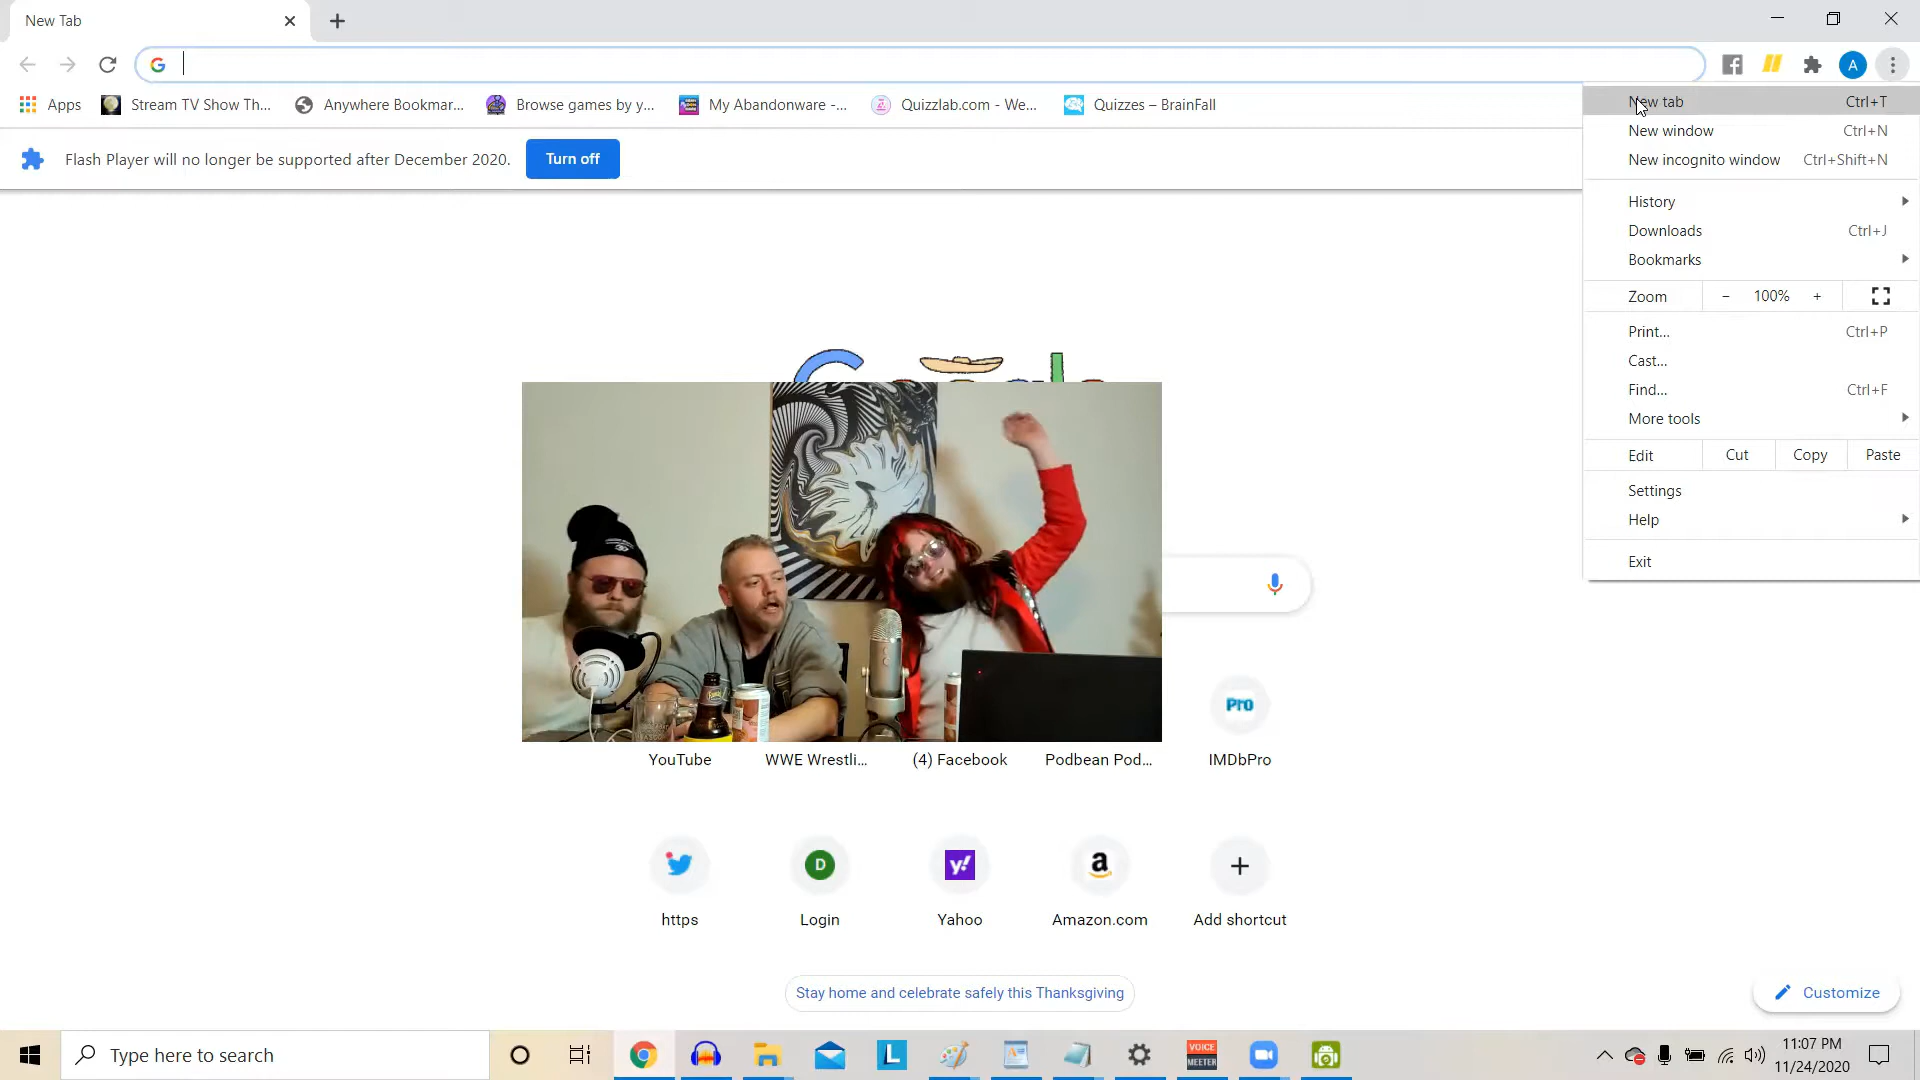 New Tab
Apps
Stream TV Show Th...
Anywhere Bookmar...
Browse games by y...
My Abandonware -...
Quizzlab.com - We...
Quizzes – BrainFall
A
Flash Player will no longer be supported after December 2020.
Turn off
New tab Ctrl+T
New window Ctrl+N
New incognito window Ctrl+Shift+N
History
Downloads Ctrl+J
Bookmarks
Zoom - 100% +
Print... Ctrl+P
Cast...
Find... Ctrl+F
More tools
Edit Cut Copy Paste
Settings
Help
Exit
Pro
YouTube
WWE Wrestli...
(4) Facebook
Podbean Pod...
IMDbPro
D
y!
a
https
Login
Yahoo
Amazon.com
Add shortcut
Stay home and celebrate safely this Thanksgiving
Customize
Type here to search
L
VOICE
MEETER
11:07 PM
11/24/2020